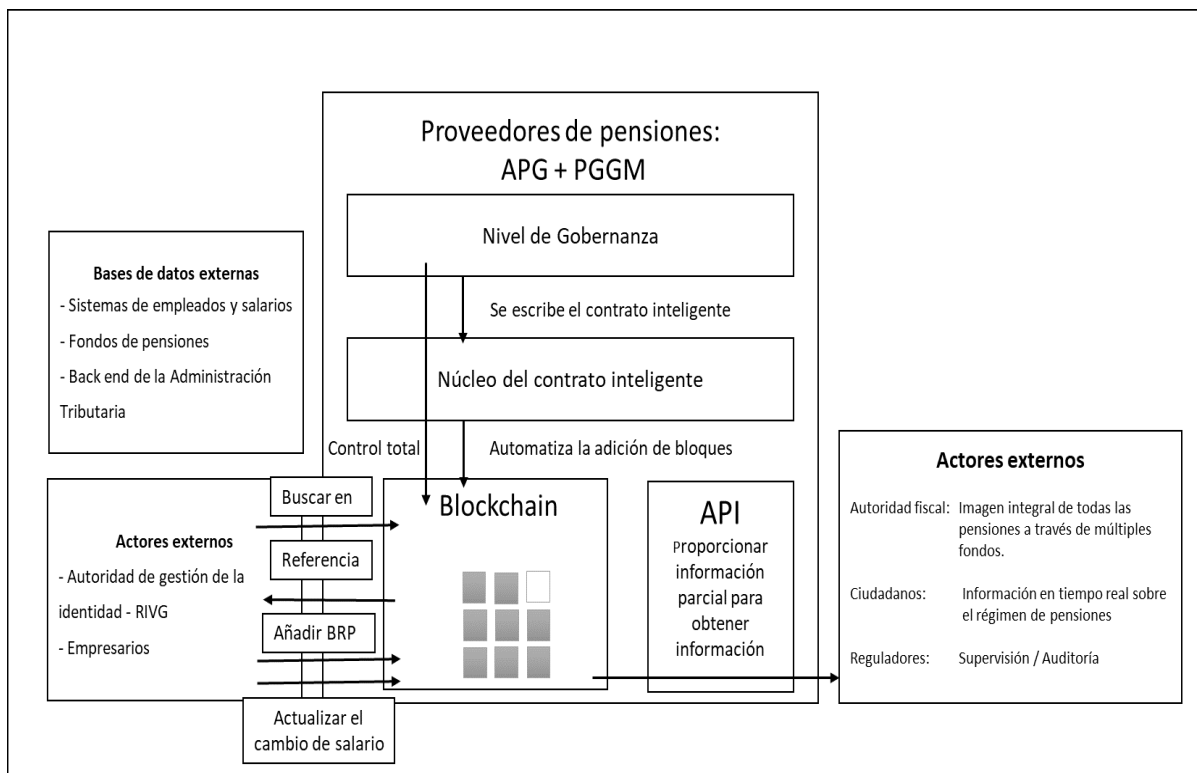 Proveedores de pensiones:
APG + PGGM
Nivel de Gobernanza
Se escribe el contrato inteligente
Núcleo del contrato inteligente
Control total
Automatiza la adición de bloques
Bases de datos externas
- Sistemas de empleados y salarios
- Fondos de pensiones
- Back end de la Administración
Tributaria
Actores externos
- Autoridad de gestión de la
identidad - RIVG
- Empresarios
Buscar en
Referencia
Añadir BRP
Actualizar el
cambio de salario
Blockchain
API
Proporcionar
información
parcial para
obtener
información
Actores externos
Autoridad fiscal: Imagen integral de todas las
pensiones a través de múltiples
fondos.
Ciudadanos: Información en tiempo real sobre
el régimen de pensiones
Reguladores: Supervisión / Auditoría